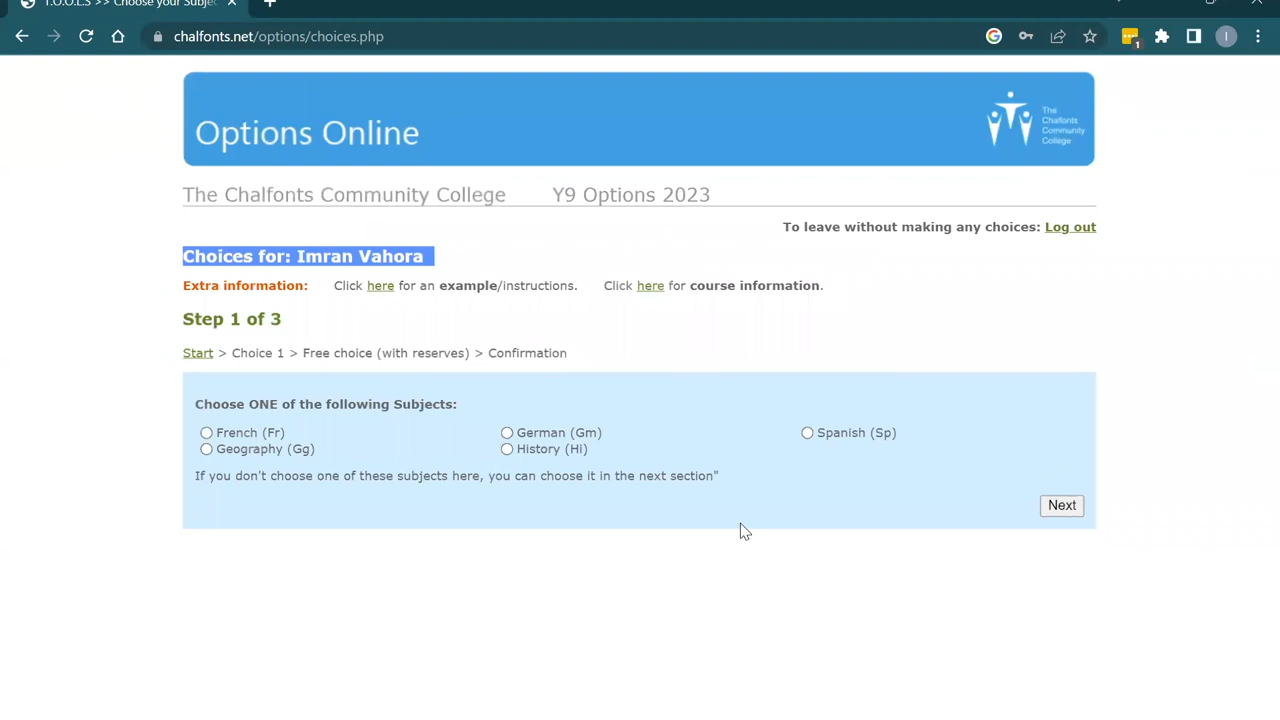 T.O.O.L.S >> Choose your Subje
chalfonts.net/options/choices.php
1
I
Options Online
The
Chalfonts
Community
College
The Chalfonts Community College Y9 Options 2023
To leave without making any choices: Log out
Choices for: Imran Vahora
Extra information: Click here for an example/instructions. Click here for course information.
Step 1 of 3
Start > Choice 1 > Free choice (with reserves) > Confirmation
Choose ONE of the following Subjects:
French (Fr) German (Gm) Spanish (Sp)
Geography (Gg) History (Hi)
If you don't choose one of these subjects here, you can choose it in the next section"
Next